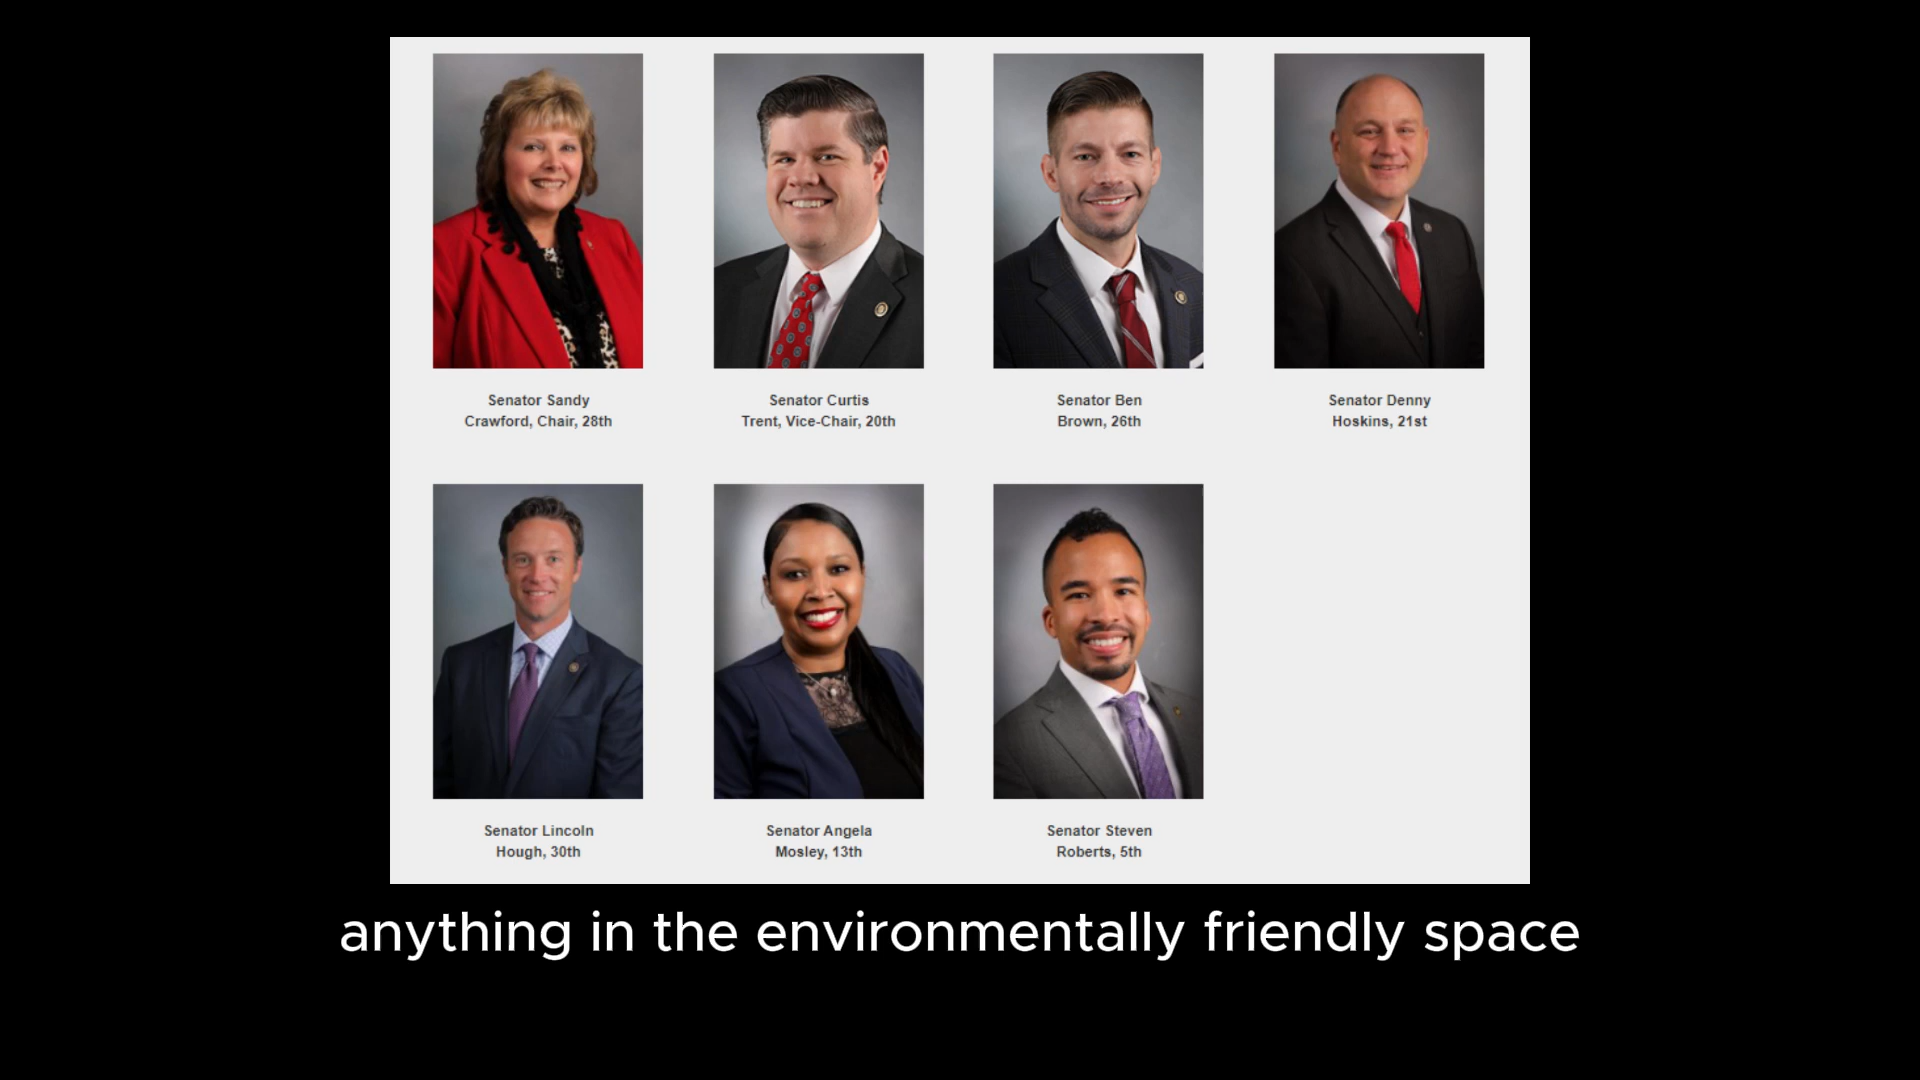 Senator Sandy
Crawford, Chair, 28th
Senator Curtis
Trent, Vice-Chair, 20th
Senator Ben
Brown, 26th
Senator Denny
Hoskins, 21st
Senator Lincoln
Hough, 30th
Senator Angela
Mosley, 13th
Senator Steven
Roberts, 5th
anything in the environmentally friendly space